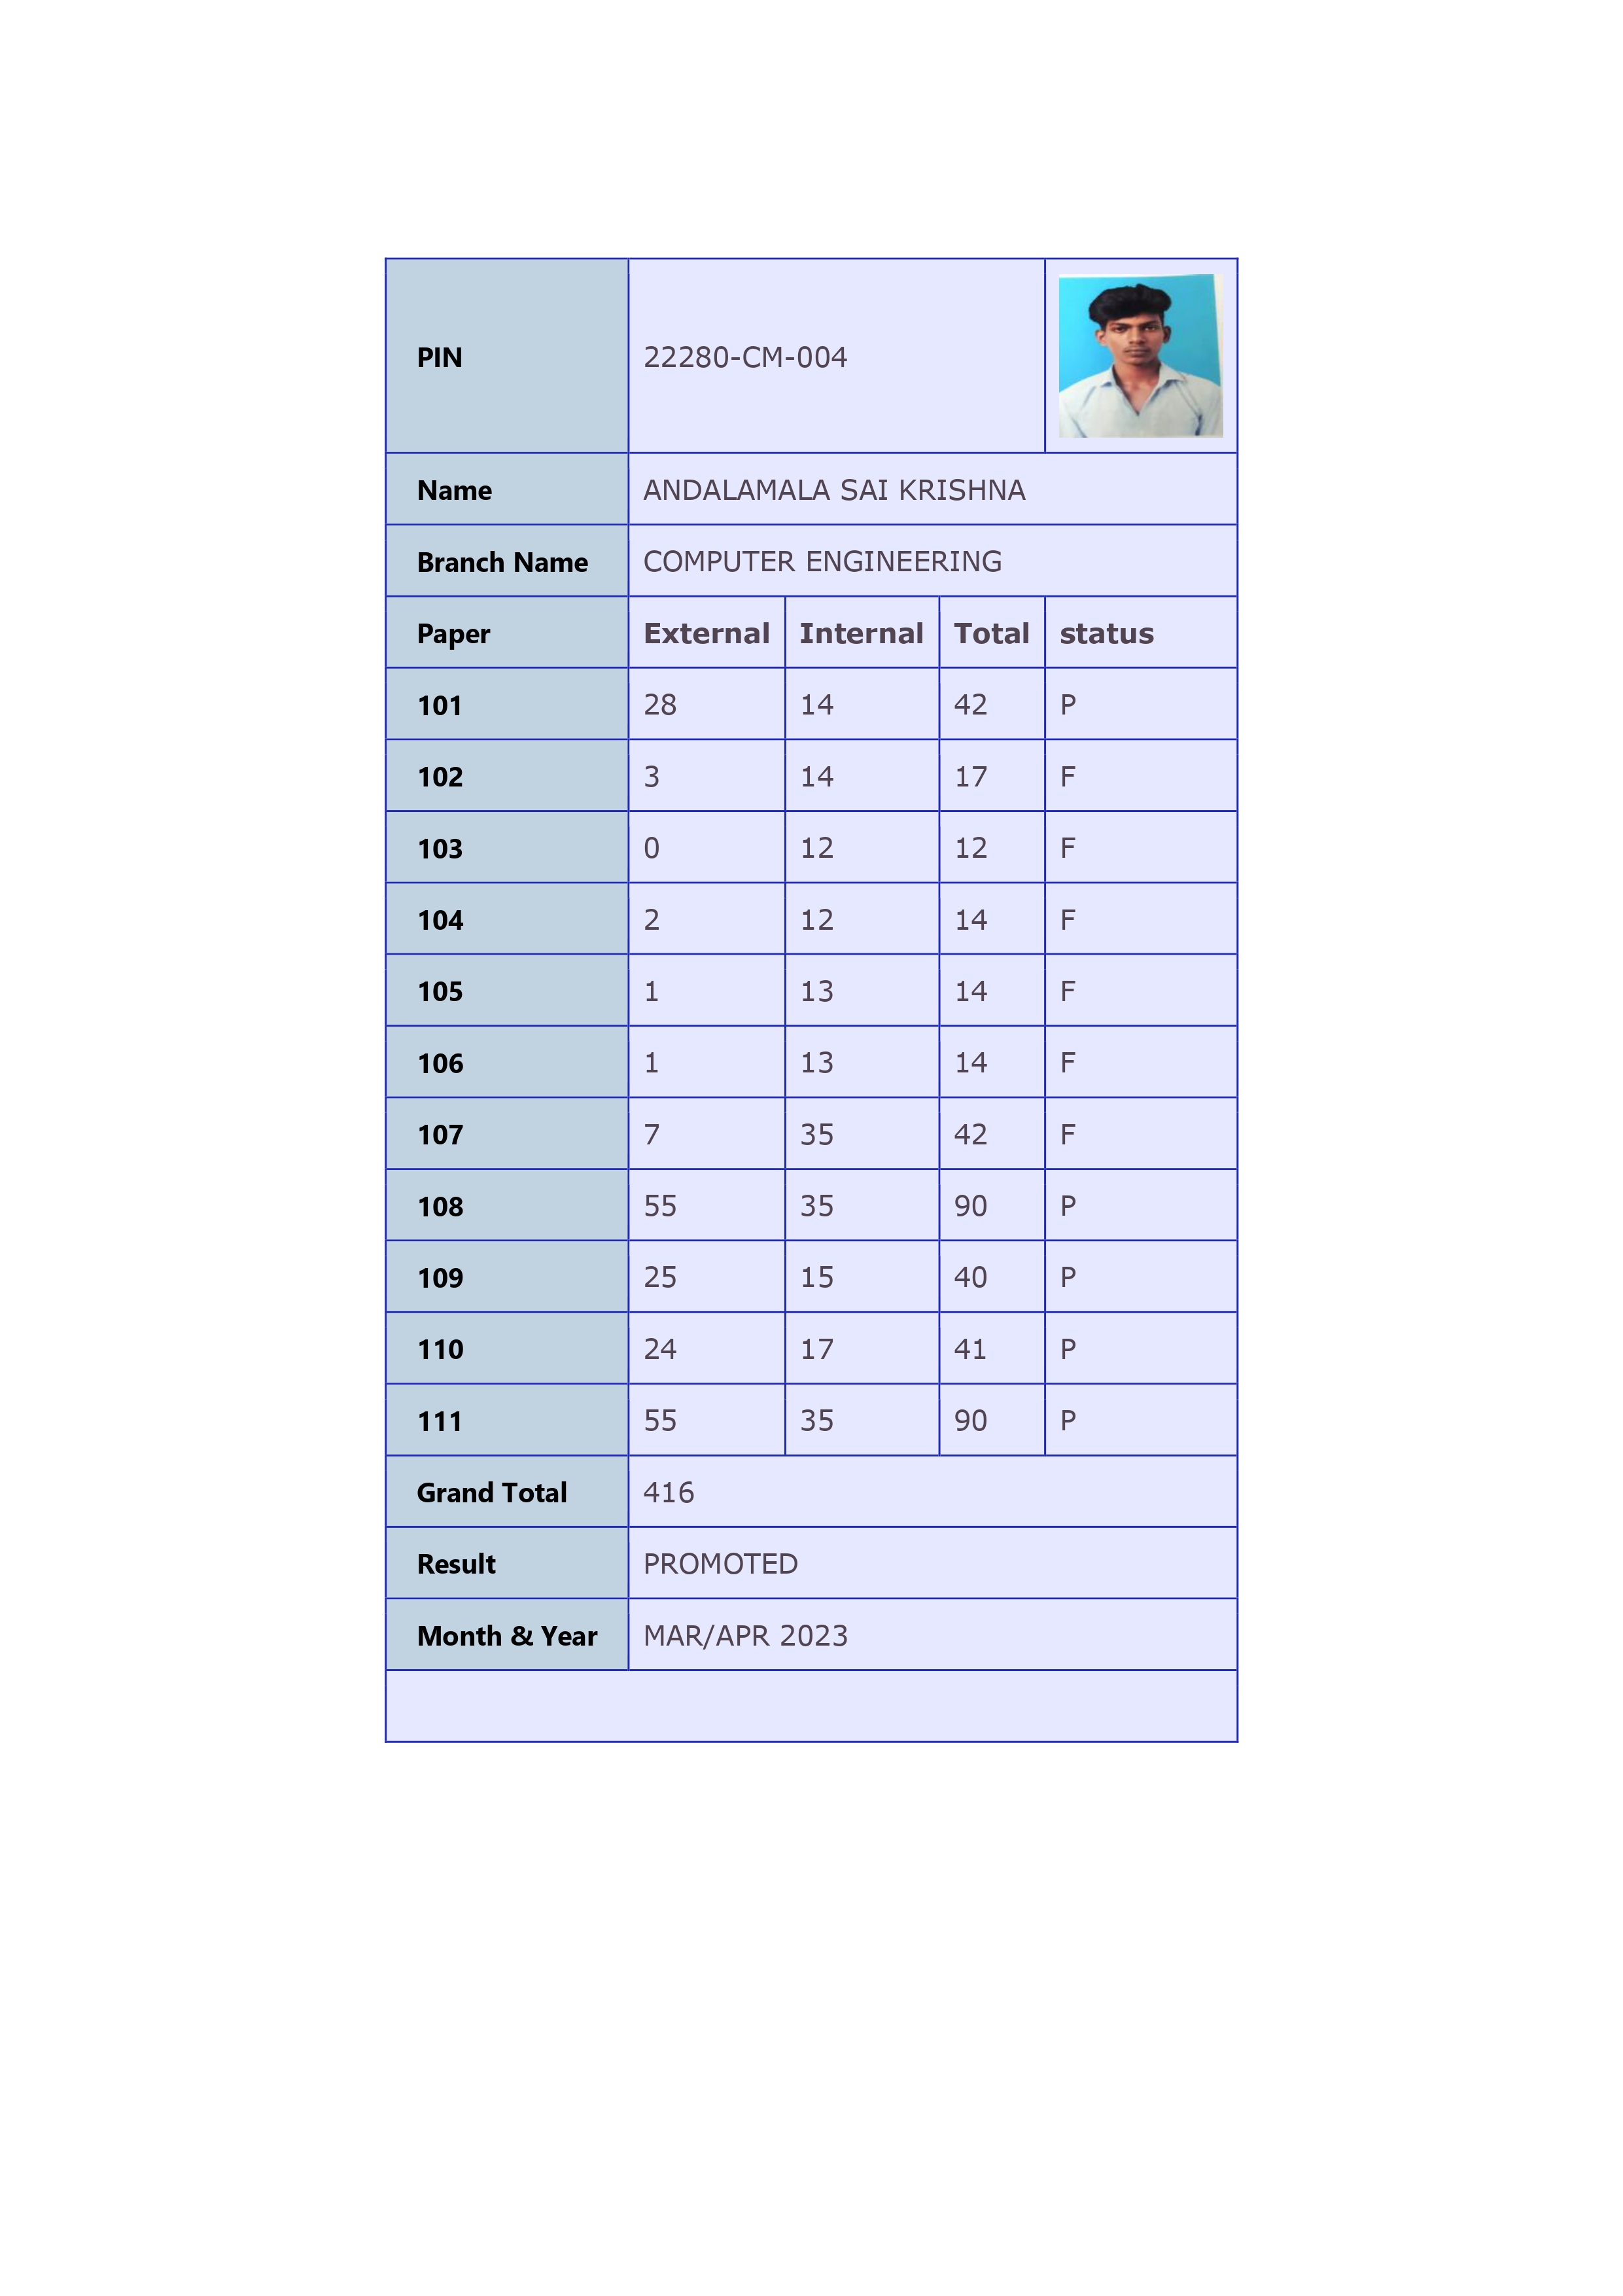 PIN 22280-CM-004
Name ANDALAMALA SAI KRISHNA
Branch Name COMPUTER ENGINEERING
Paper External Internal Total status
101 28 14 42 P
102 3 14 17 F
103 0 12 12 F
104 2 12 14 F
105 1 13 14 F
106 1 13 14 F
107 7 35 42 F
108 55 35 90 P
109 25 15 40 P
110 24 17 41 P
111 55 35 90 P
Grand Total 416
Result PROMOTED
Month & Year MAR/APR 2023